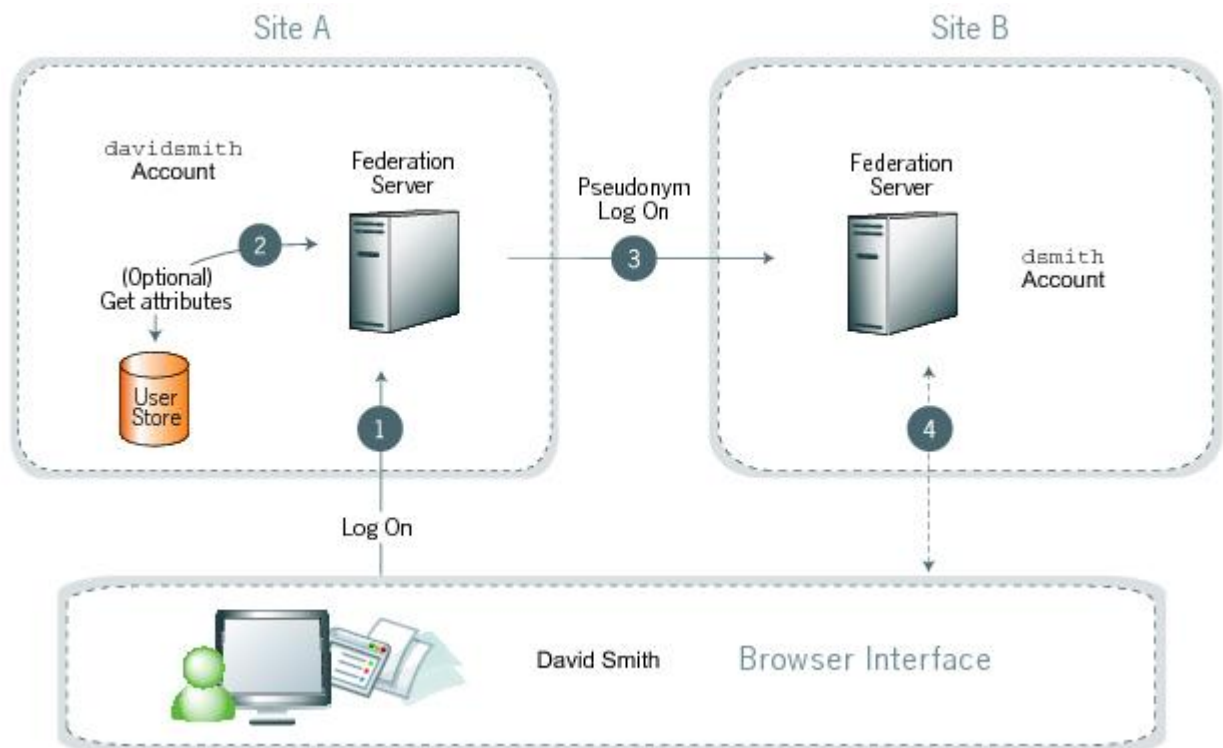 Site A
Site B
davidsmith
Account
Federation
Server
Pseudonym
Log On
Federation
Server
dsmith
Account
2
3
(Optional)
Get attributes
User
Store
1
4
Log On
David Smith
Browser Interface